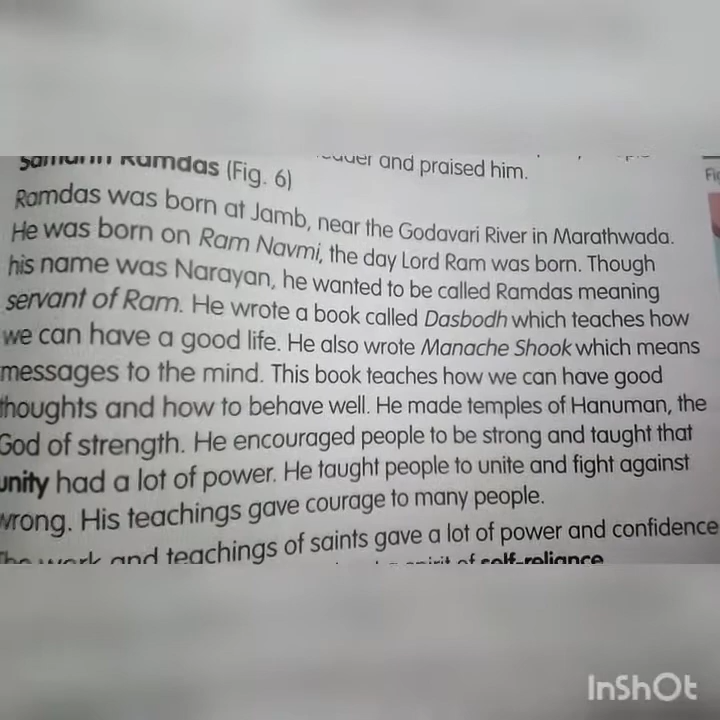 and praised him.
Samarth Ramdas (Fig. 6)
Ramdas was born at Jamb, near the Godavari River in Marathwada.
He was born on Ram Navmi, the day Lord Ram was born. Though
his name was Narayan, he wanted to be called Ramdas meaning
servant of Ram. He wrote a book called Dasbodh which teaches how
we can have a good life. He also wrote Manache Shook which means
messages to the mind. This book teaches how we can have good
thoughts and how to behave well. He made temples of Hanuman, the
God of strength. He encouraged people to be strong and taught that
unity had a lot of power. He taught people to unite and fight against
wrong. His teachings gave courage to many people.
The work and teachings of saints gave a lot of power and confidence
spirit of self-reliance
InShOt